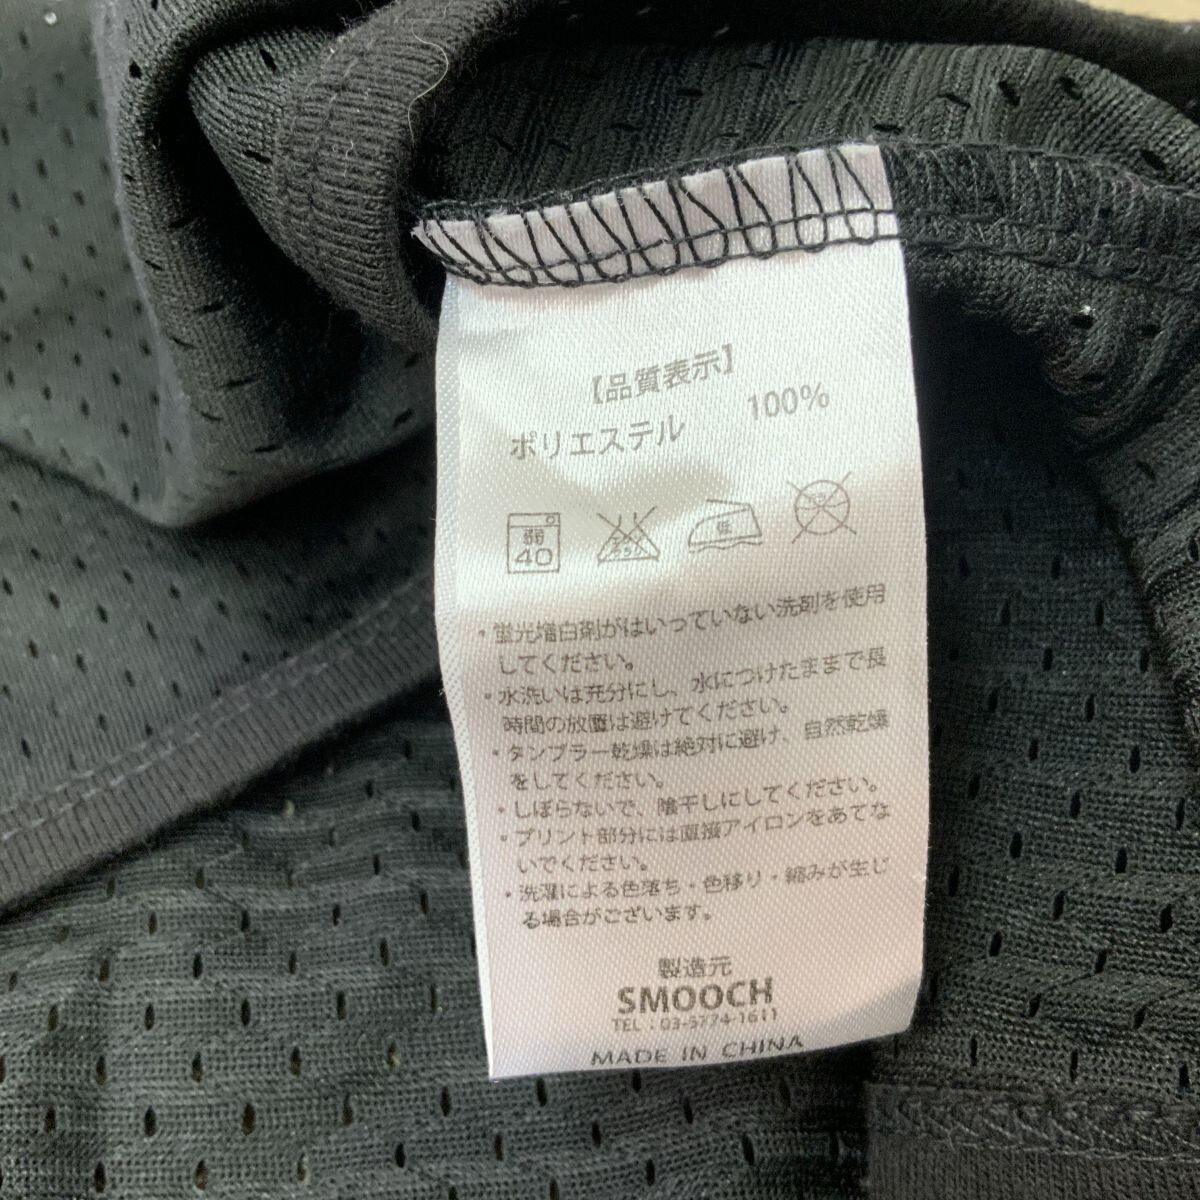 【品質表示】
ポリエステル 100%
弱
40
エンソ
サラシ
低
・蛍光増白剤がはいっていない洗剤を使用
してください。
・水洗いは充分にし、水につけたままで長
時間の放置は避けてください。
・タンブラー乾燥は絶対に避け、自然乾燥
をしてください。
・しぼらないで、陰干しにしてください。
・プリント部分には直接アイロンをあてな
いでください。
・洗濯による色落ち・色移り・縮みが生じ
る場合がございます。
製造元
SMOOCH
TEL：03-5774-1611
MADE IN CHINA